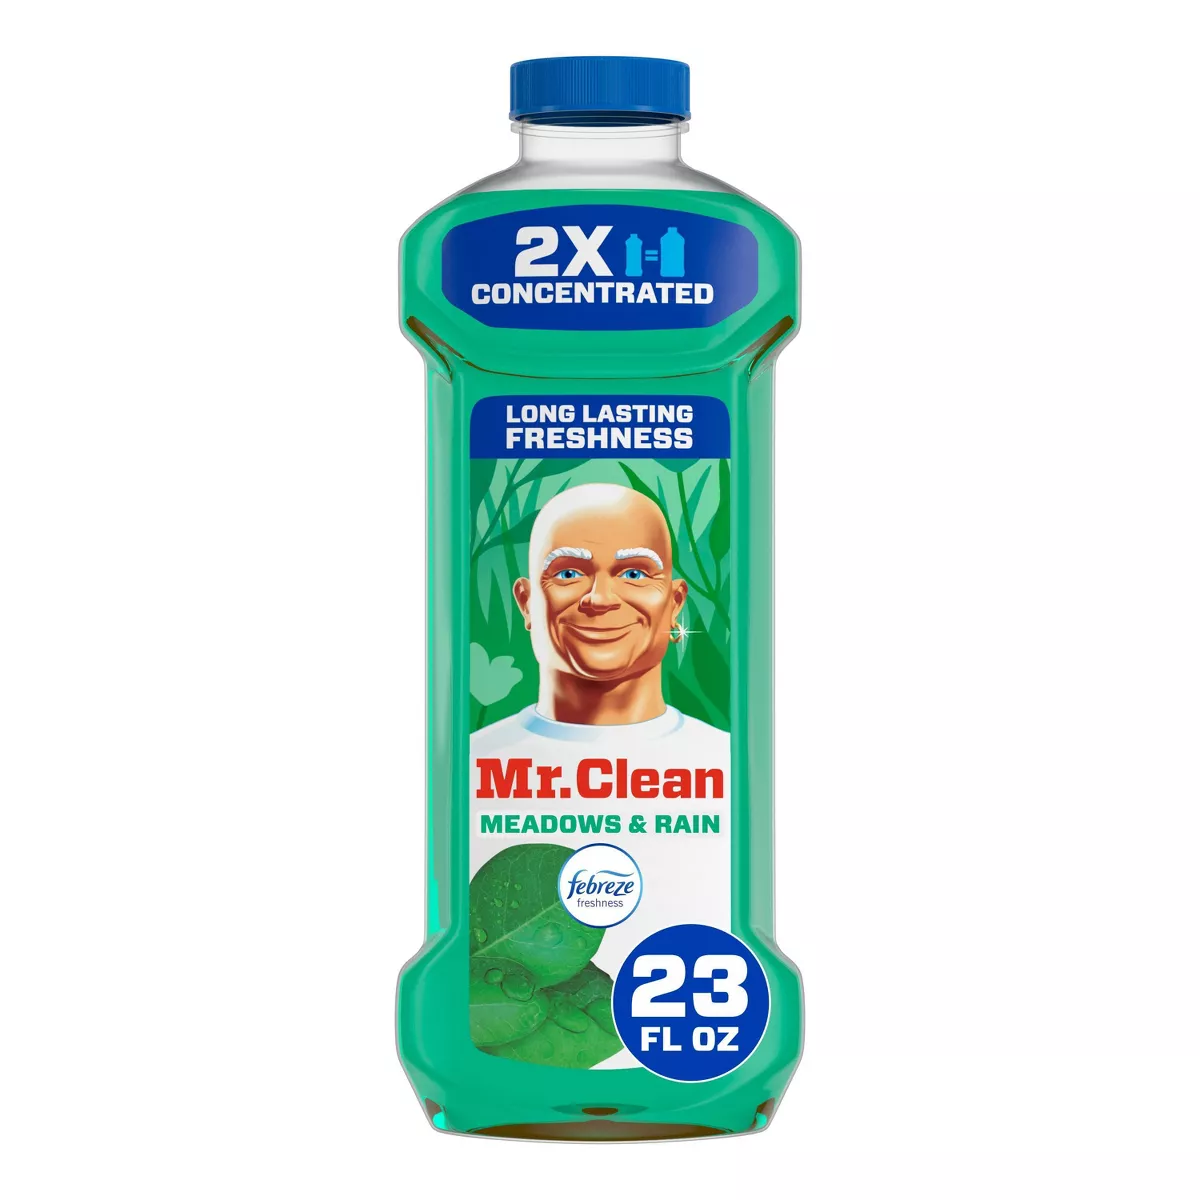 2X
CONCENTRATED
LONG LASTING
FRESHNESS
Mr. Clean
MEADOWS & RAIN
febreze
freshness
23
FL OZ